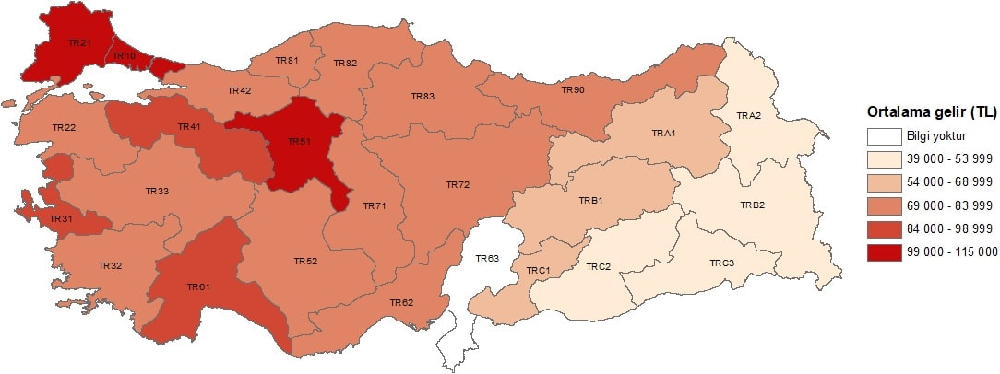 TR21
TR10
TR81
TR82
TR42
TR83
TR90
TR22
TR41
TR51
TRA1
TRA2
TR33
TR71
TR72
TRB1
TRB2
TR31
TR32
TR61
TR52
TR62
TR63
TRC1
TRC2
TRC3
Ortalama gelir (TL)
Bilgi yoktur
39 000 - 53 999
54 000 - 68 999
69 000 - 83 999
84 000 - 98 999
99 000 - 115 000